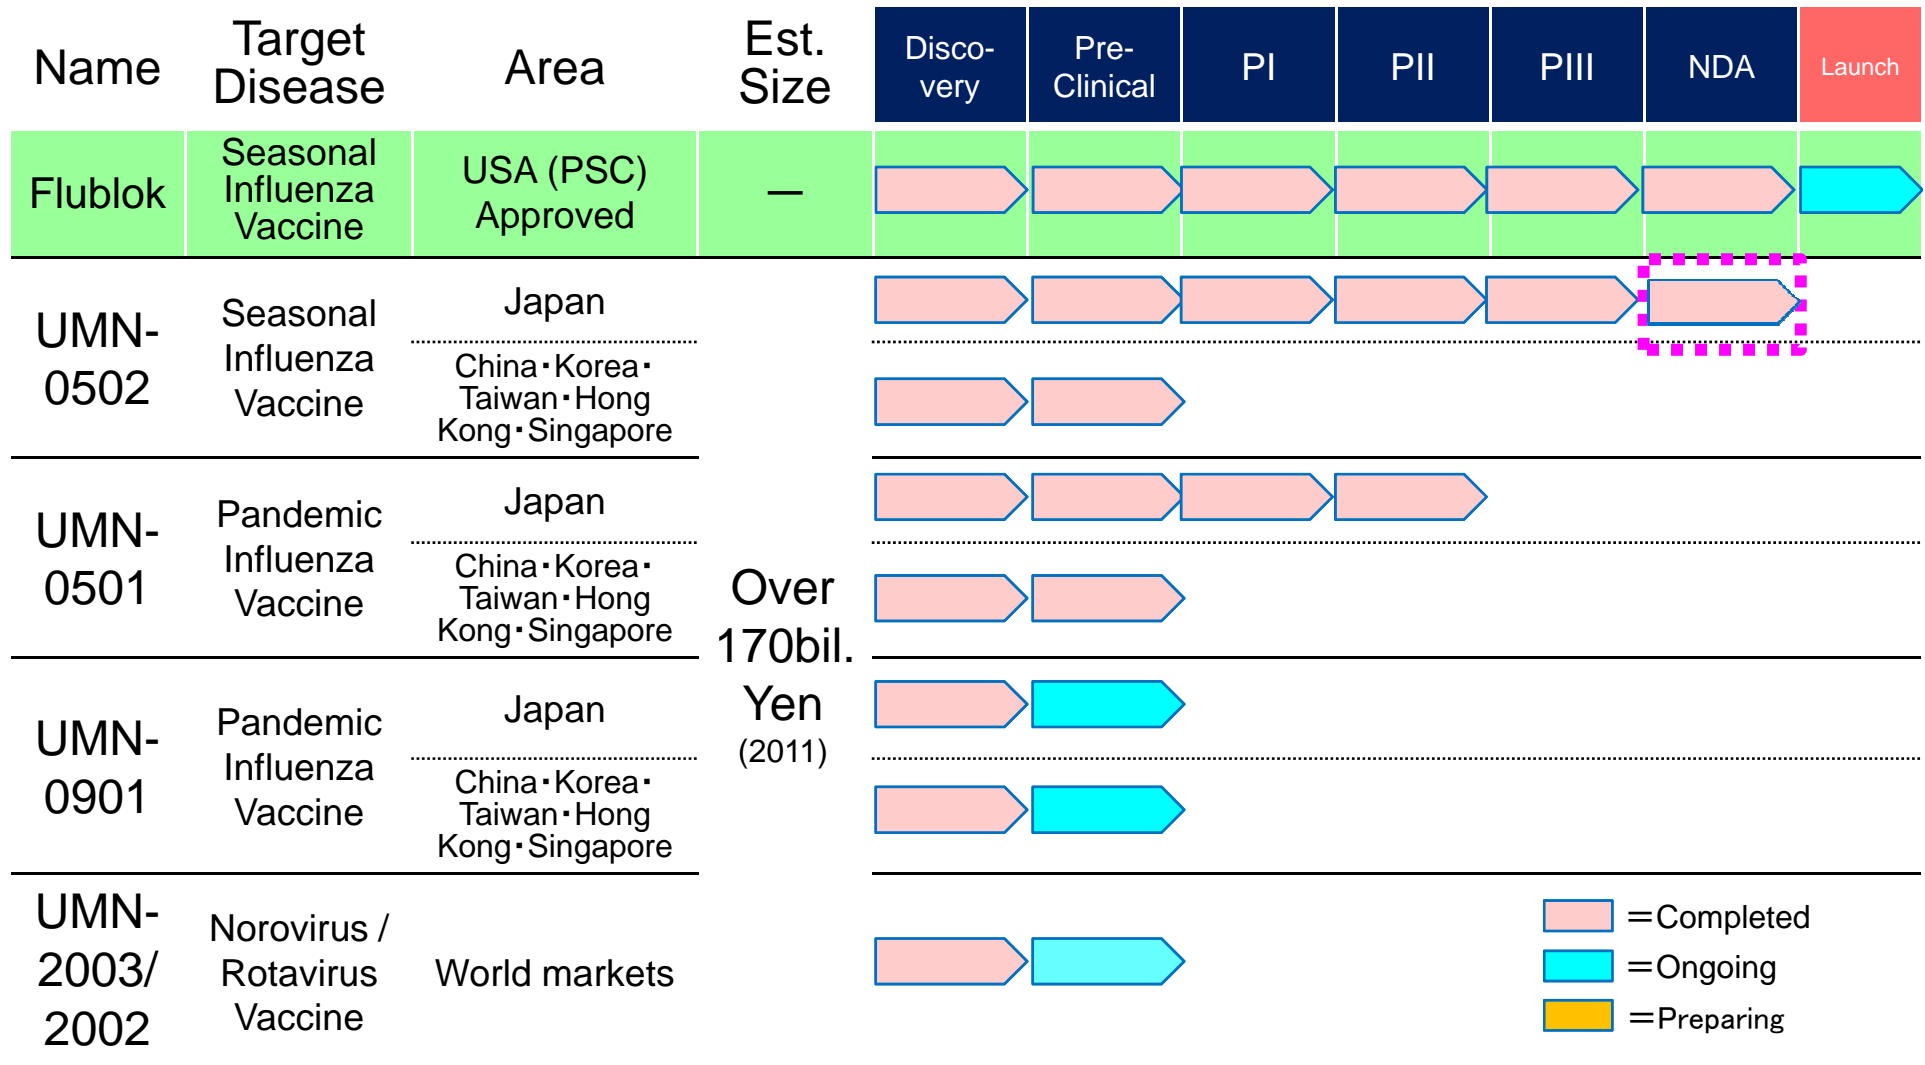 Name
Target
Disease
Area
Est.
Size
Disco-
very
Pre-
Clinical
PI
PII
PIII
NDA
Launch
Flublok
Seasonal
Influenza
Vaccine
USA (PSC)
Approved
―
UMN-
0502
Seasonal
Influenza
Vaccine
Japan
China・Korea・
Taiwan・Hong
Kong・Singapore
UMN-
0501
Pandemic
Influenza
Vaccine
Japan
China・Korea・
Taiwan・Hong
Kong・Singapore
Over
170bil.
Yen
(2011)
UMN-
0901
Pandemic
Influenza
Vaccine
Japan
China・Korea・
Taiwan・Hong
Kong・Singapore
UMN-
2003/
2002
Norovirus /
Rotavirus
Vaccine
World markets
＝Completed
＝Ongoing
＝Preparing